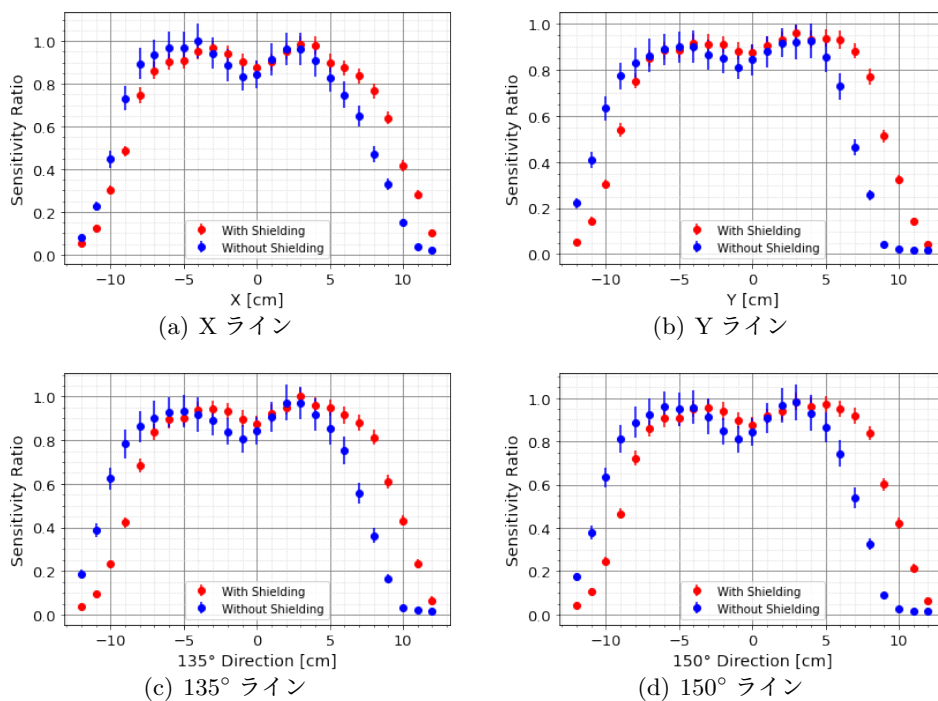 1.0
0.8
0.6
0.4
0.2
0.0
Sensitivity Ratio
With Shielding
Without Shielding
−10 −5 0 5 10
X [cm]
(a) X ライン
1.0
0.8
0.6
0.4
0.2
0.0
Sensitivity Ratio
With Shielding
Without Shielding
−10 −5 0 5 10
Y [cm]
(b) Y ライン
1.0
0.8
0.6
0.4
0.2
0.0
Sensitivity Ratio
With Shielding
Without Shielding
−10 −5 0 5 10
135° Direction [cm]
(c) 135° ライン
1.0
0.8
0.6
0.4
0.2
0.0
Sensitivity Ratio
With Shielding
Without Shielding
−10 −5 0 5 10
150° Direction [cm]
(d) 150° ライン